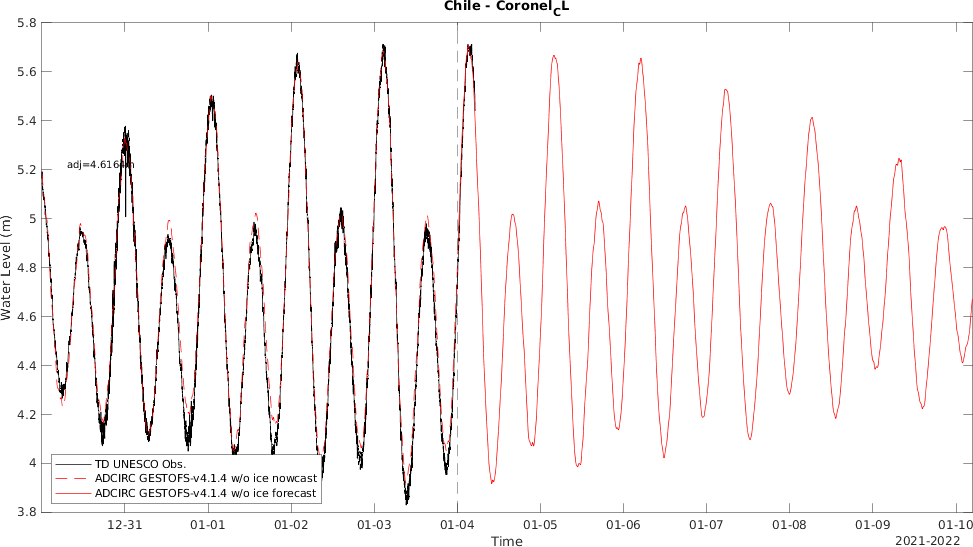 Chile - Coronel_CL
5.8
5.6
5.4
5.2
5
4.8
4.6
4.4
4.2
4
3.8
Water Level (m)
adj=4.6164m
TD UNESCO Obs.
ADCIRC GESTOFS-v4.1.4 w/o ice nowcast
ADCIRC GESTOFS-v4.1.4 w/o ice forecast
12-31 01-01 01-02 01-03 01-04 01-05 01-06 01-07 01-08 01-09 01-10
Time
2021-2022